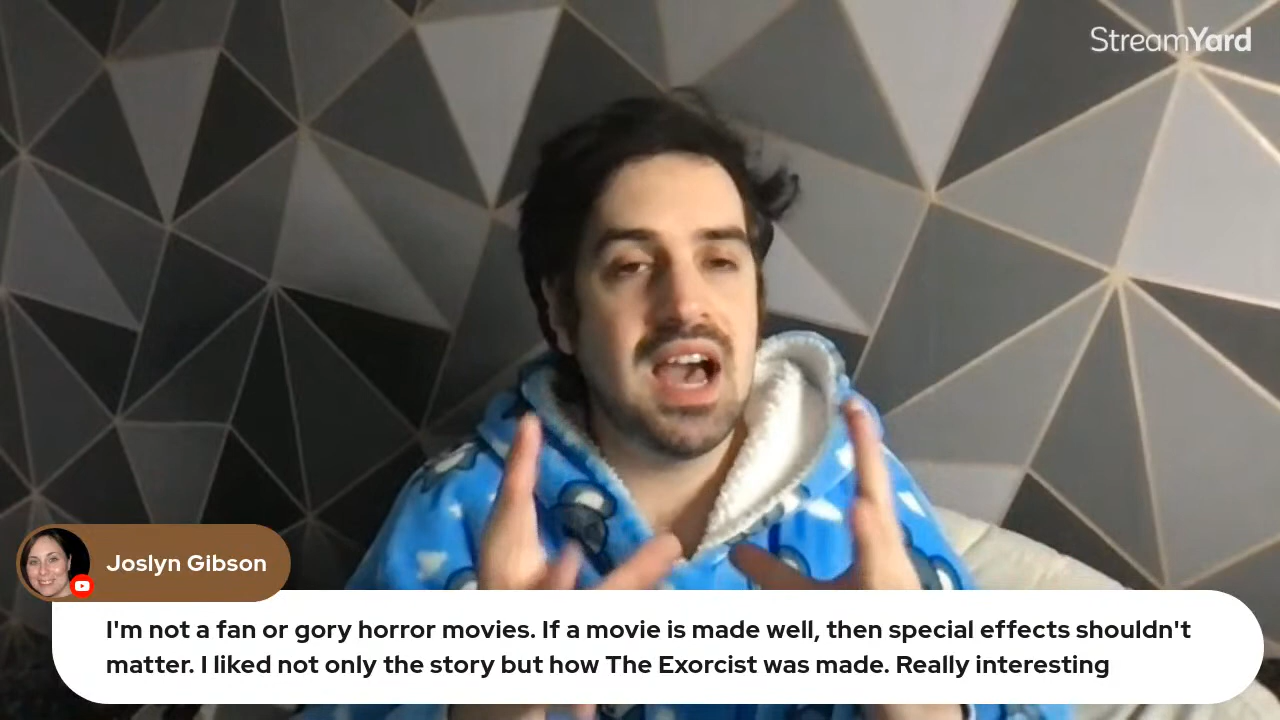 StreamYard
Joslyn Gibson
I'm not a fan or gory horror movies. If a movie is made well, then special effects shouldn't
matter. I liked not only the story but how The Exorcist was made. Really interesting